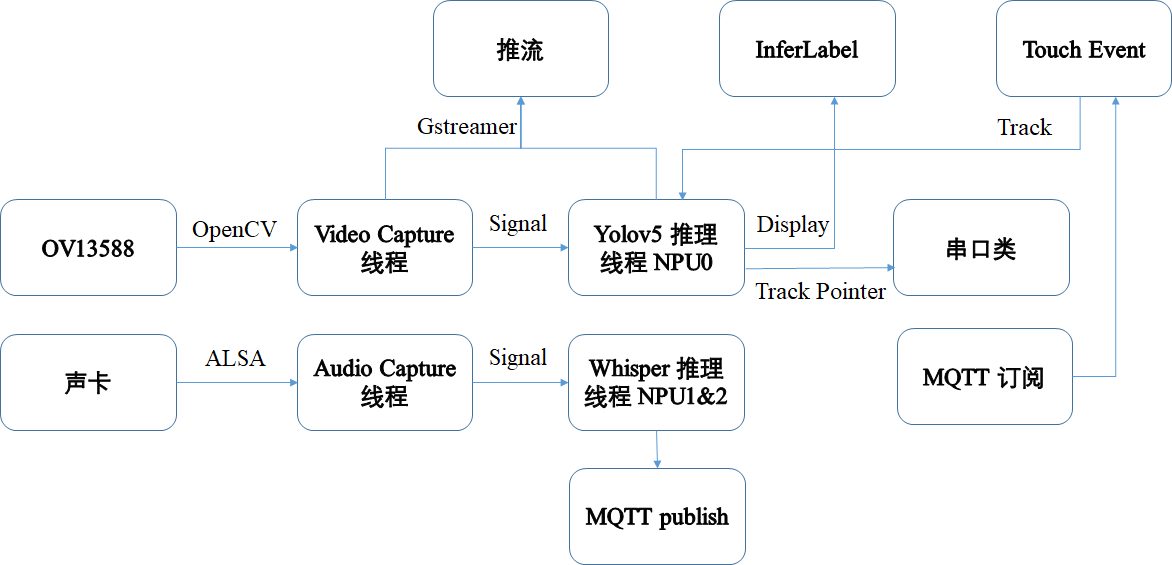 推流
InferLabel
Touch Event
Gstreamer
Track
OV13588
OpenCV
Video Capture
线程
Signal
Yolov5 推理
线程 NPU0
Display
Track Pointer
串口类
声卡
ALSA
Audio Capture
线程
Signal
Whisper 推理
线程 NPU1&2
MQTT 订阅
MQTT publish